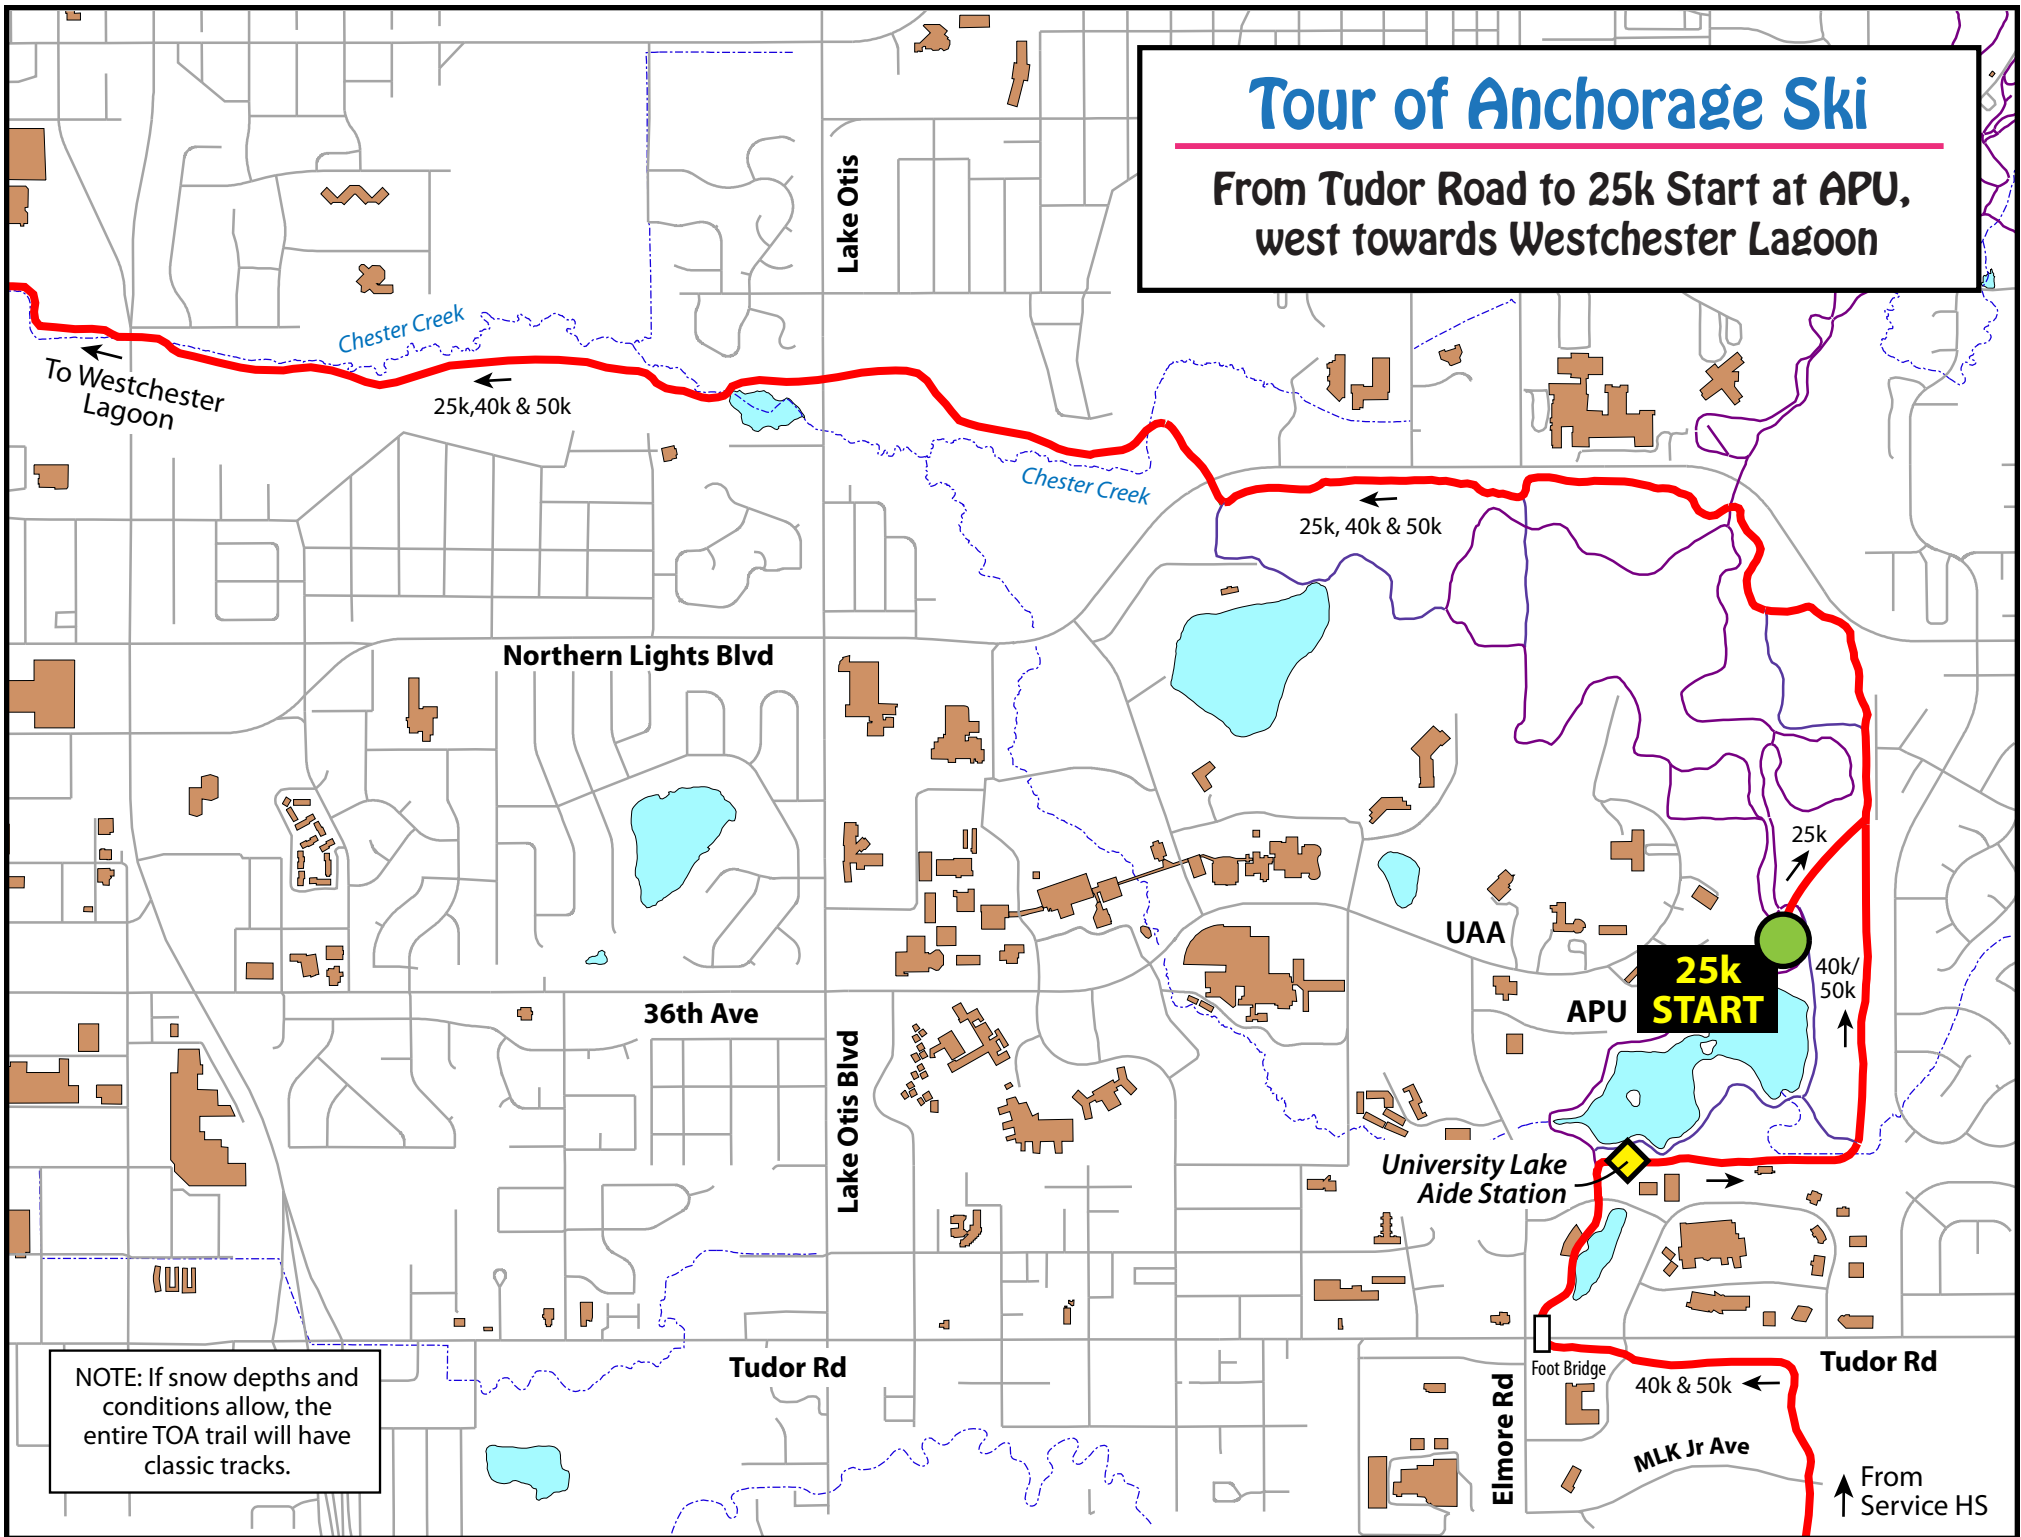 Tour of Anchorage Ski
From Tudor Road to 25k Start at APU,
west towards Westchester Lagoon
Lake Otis
Chester Creek
To Westchester
Lagoon
25k,40k & 50k
Chester Creek
25k, 40k & 50k
Northern Lights Blvd
25k
UAA
25k
START
40k/
50k
APU
36th Ave
Lake Otis Blvd
University Lake
Aide Station
Tudor Rd
Foot Bridge
Tudor Rd
40k & 50k
Elmore Rd
MLK Jr Ave
From
Service HS
NOTE: If snow depths and
conditions allow, the
entire TOA trail will have
classic tracks.